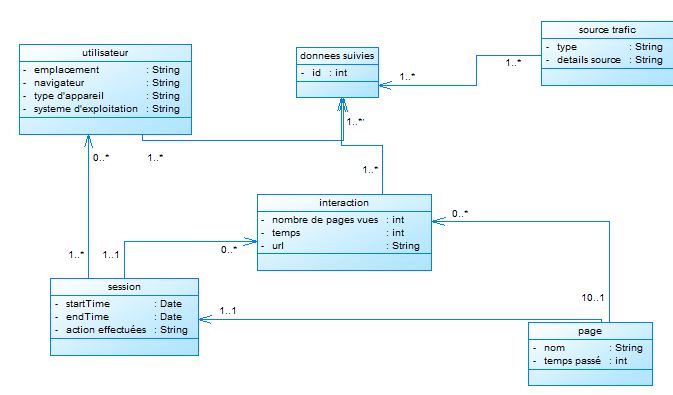 source trafic
- type : String
- details source : String
utilisateur
- emplacement : String
- navigateur : String
- type d'appareil : String
- systeme d'exploitation : String
donnees suivies
- id : int
1..*
1..*
1..*
1..*
0..*
1..*
interaction
- nombre de pages vues : int
- temps : int
- url : String
0..*
1..*
1..1
0..*
session
- startTime : Date
- endTime : Date
- action effectuées : String
10..1
1..1
page
- nom : String
- temps passé : int